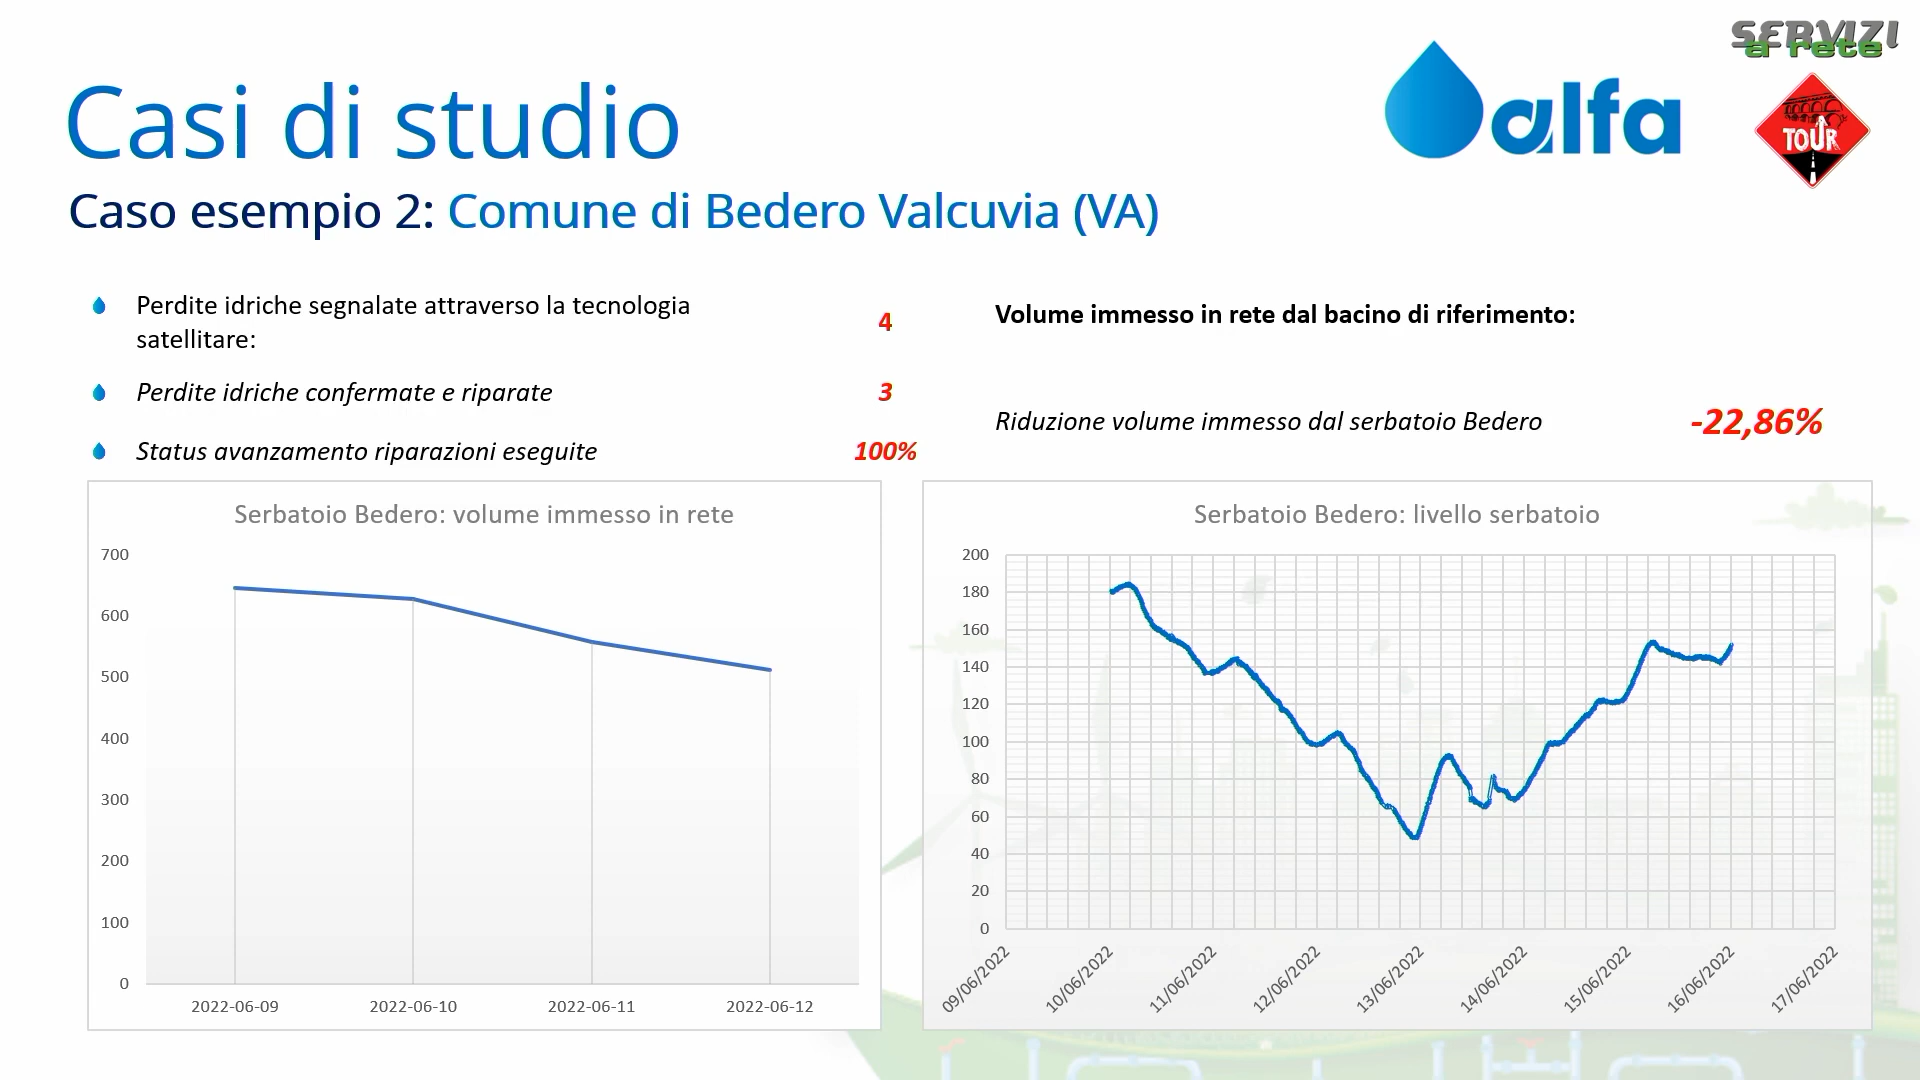 SERVIZI
a rete
alfa
TOUR
Casi di studio
Caso esempio 2: Comune di Bedero Valcuvia (VA)
Perdite idriche segnalate attraverso la tecnologia
satellitare:
4
Perdite idriche confermate e riparate
3
Status avanzamento riparazioni eseguite
100%
Volume immesso in rete dal bacino di riferimento:
Riduzione volume immesso dal serbatoio Bedero
-22,86%
Serbatoio Bedero: volume immesso in rete
700
600
500
400
300
200
100
0
2022-06-09
2022-06-10
2022-06-11
2022-06-12
Serbatoio Bedero: livello serbatoio
200
180
160
140
120
100
80
60
40
20
0
09/06/2022
10/06/2022
11/06/2022
12/06/2022
13/06/2022
14/06/2022
15/06/2022
16/06/2022
17/06/2022